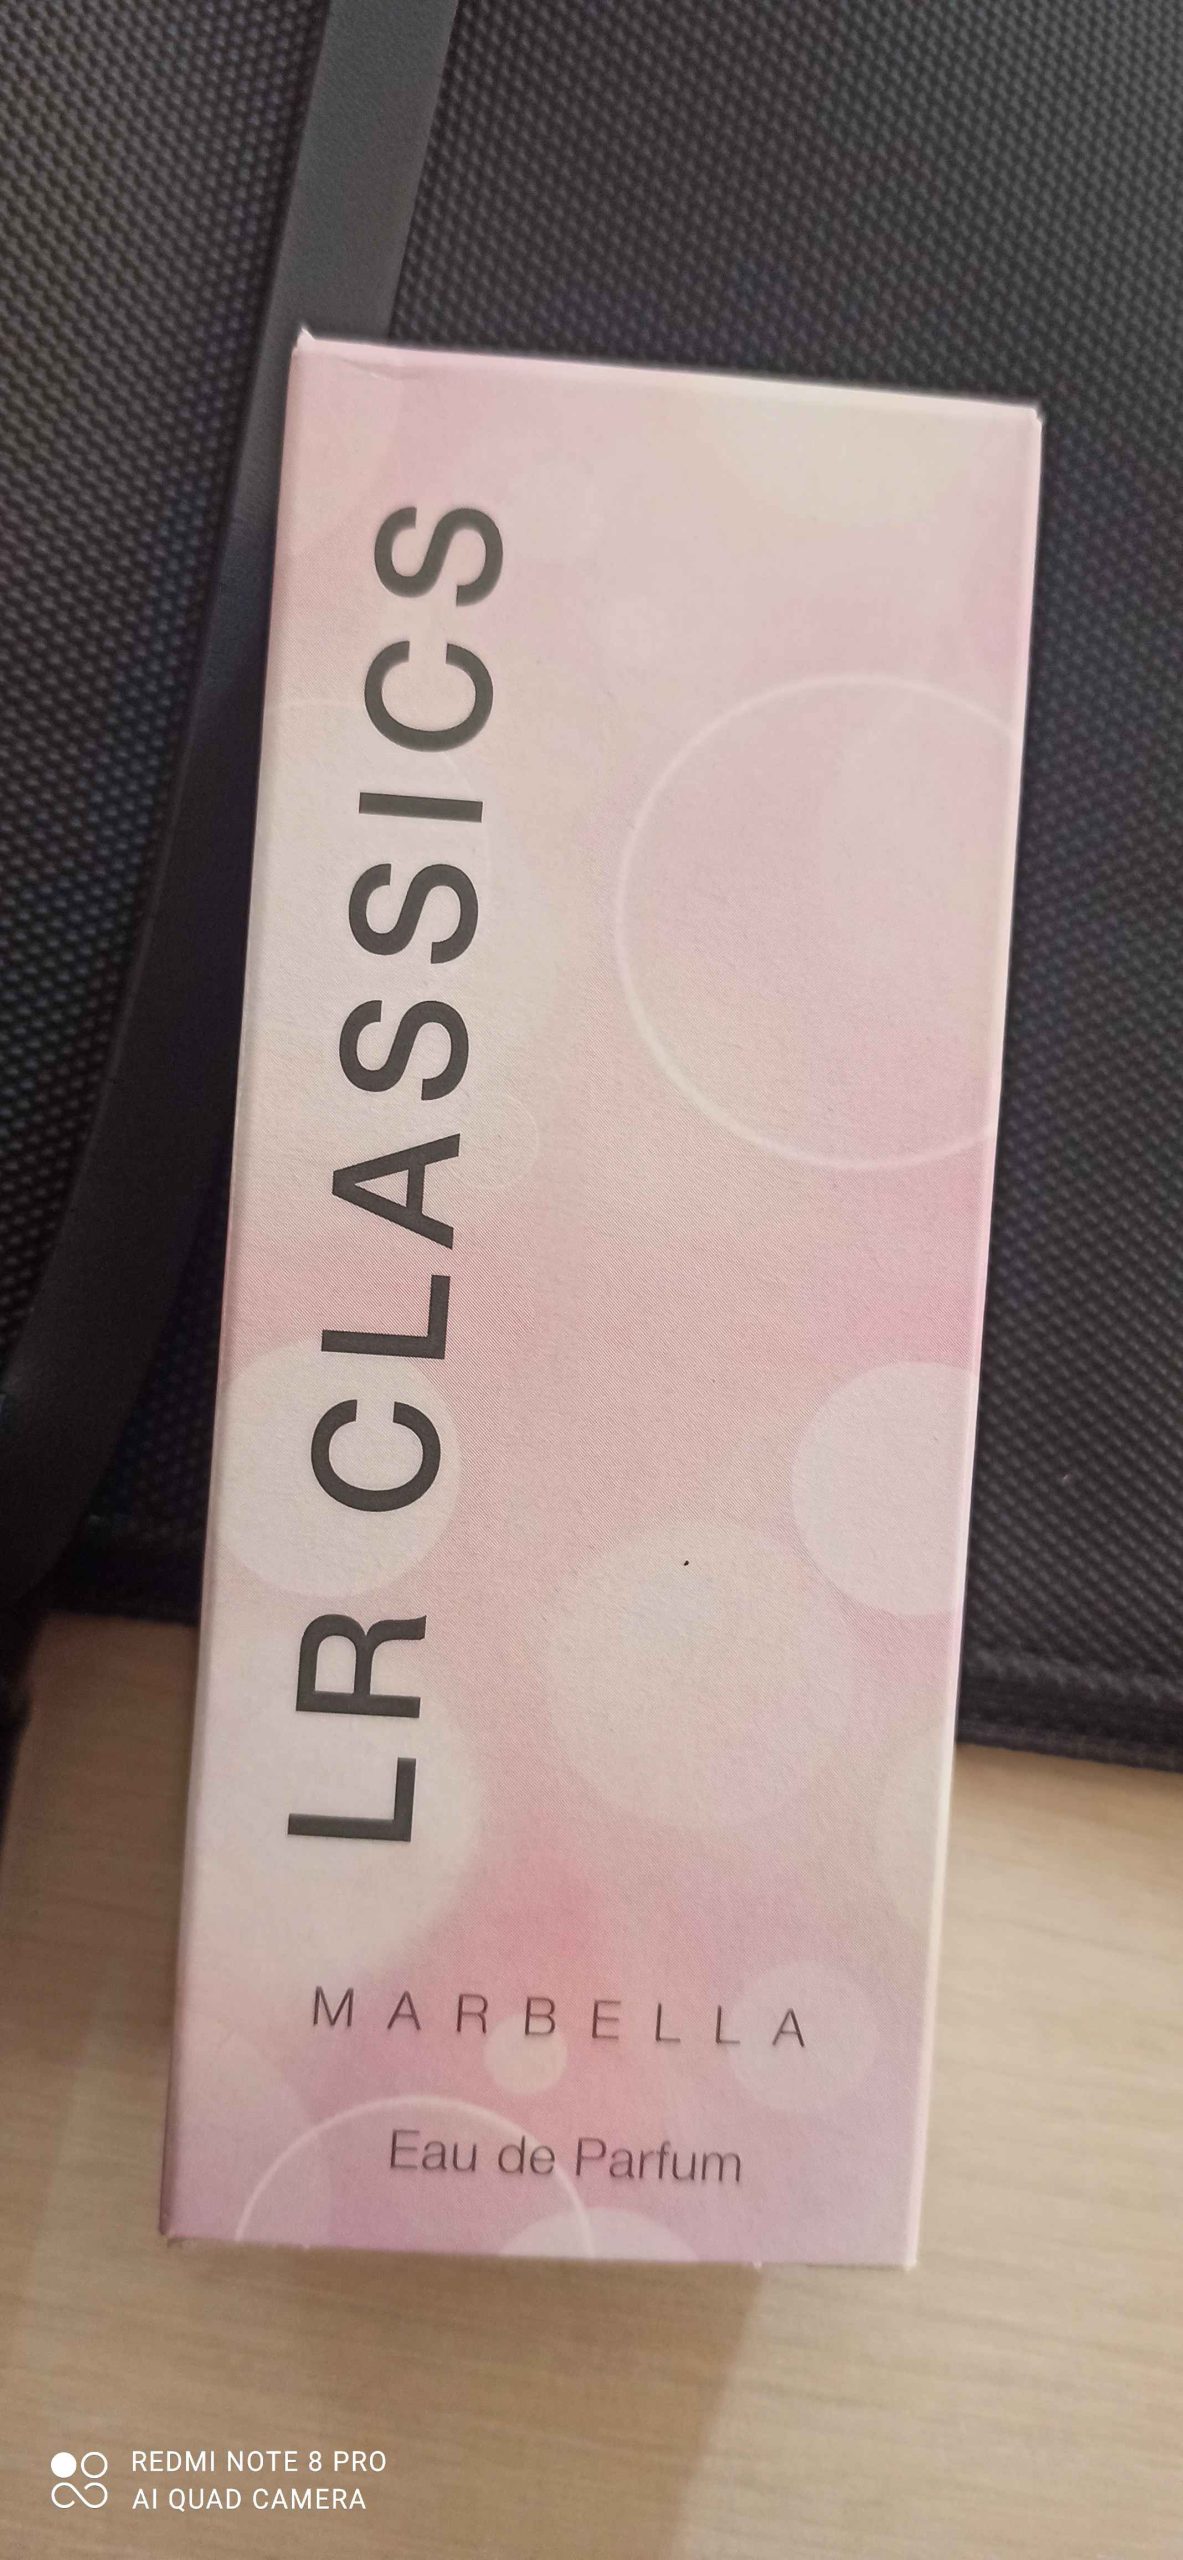 LR CLASSICS
MARBELLA
Eau de Parfum
REDMI NOTE 8 PRO
AI QUAD CAMERA